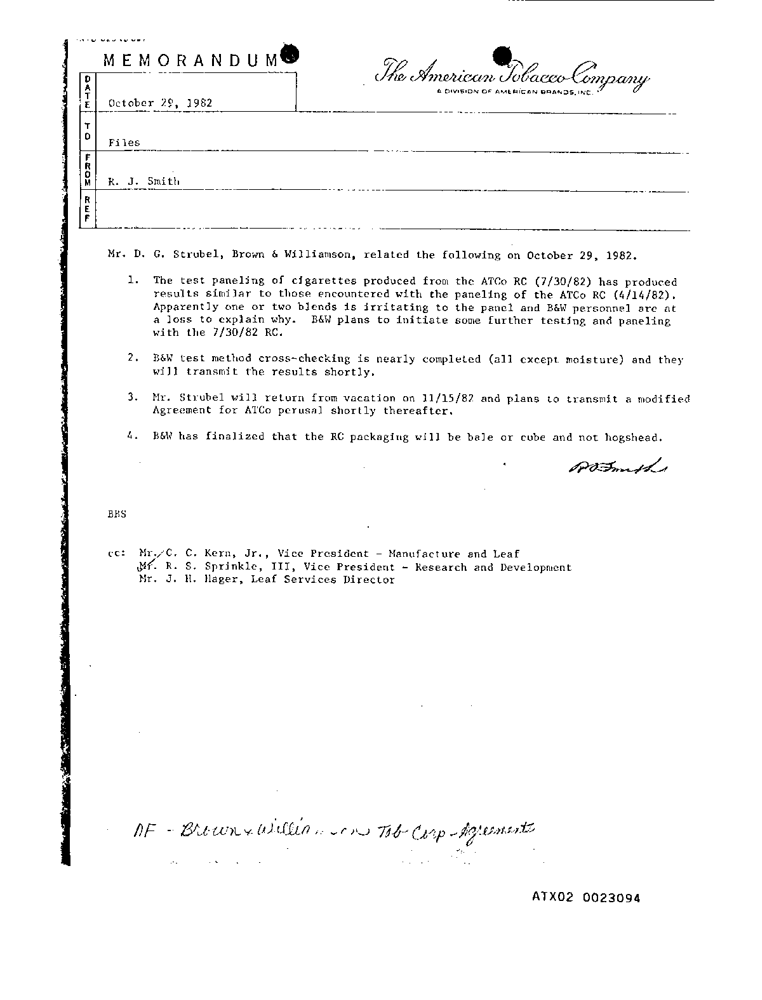 MEMORANDUM
The American Tobacco Company
A DIVISION OF AMERICAN BRANDS, INC.
DATE
October 29, 1982
TO
Files
FROM
R. J. Smith
REF
Mr. D. G. Strubel, Brown & Williamson, related the following on October 29, 1982.
1. The test paneling of cigarettes produced from the ATCo RC (7/30/82) has produced
results similar to those encountered with the paneling of the ATCo RC (4/14/82).
Apparently one or two blends is irritating to the panel and B&W personnel are at
a loss to explain why. B&W plans to initiate some further testing and paneling
with the 7/30/82 RC.
2. B&W test method cross-checking is nearly completed (all except moisture) and they
will transmit the results shortly.
3. Mr. Strubel will return from vacation on 11/15/82 and plans to transmit a modified
Agreement for ATCo perusal shortly thereafter.
4. B&W has finalized that the RC packaging will be bale or cube and not hogshead.
BHS
cc: Mr. C. C. Kern, Jr., Vice President - Manufacture and Leaf
Mr. R. S. Sprinkle, III, Vice President - Research and Development
Mr. J. H. Hager, Leaf Services Director
Brown & Tob Corp - Agreements
ATX02 0023094